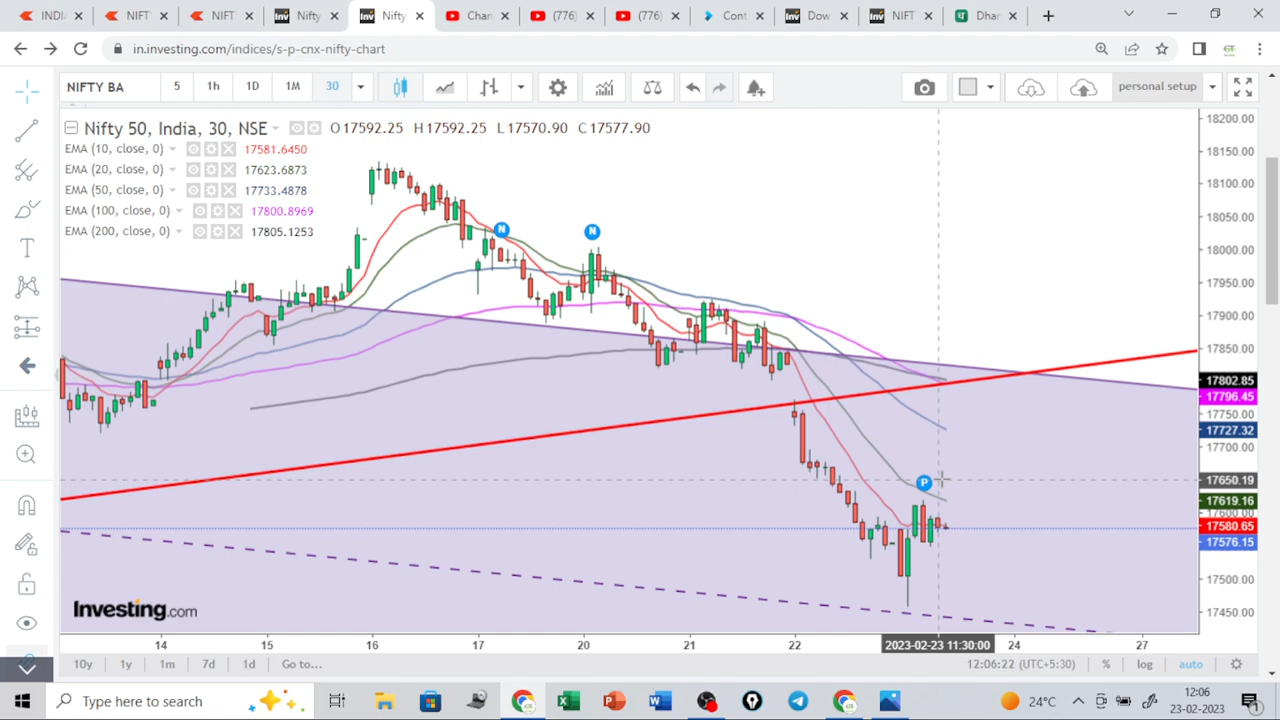 INDI/
NIFT
NIFT
Nifty
Nifty
Chan
(776)
(776)
Cont
Dow
NIFT
Dhar
in.investing.com/indices/s-p-cnx-nifty-chart
NIFTY BA
5
1h
1D
1M
30
personal setup
Nifty 50, India, 30, NSE
O 17592.25 H 17592.25 L 17570.90 C 17577.90
EMA (10, close, 0) 17581.6450
EMA (20, close, 0) 17623.6873
EMA (50, close, 0) 17733.4878
EMA (100, close, 0) 17800.8969
EMA (200, close, 0) 17805.1253
N
N
P
18200.00
18150.00
18100.00
18050.00
18000.00
17950.00
17900.00
17850.00
17802.85
17796.45
17750.00
17727.32
17700.00
17650.19
17619.16
17600.00
17580.65
17576.15
17500.00
17450.00
Investing.com
14
15
16
17
20
21
22
2023-02-23 11:30:00
24
27
10y
1y
1m
7d
1d
Go to...
12:06:22 (UTC+5:30)
%
log
auto
Type here to search
24°C
12:06
23-02-2023